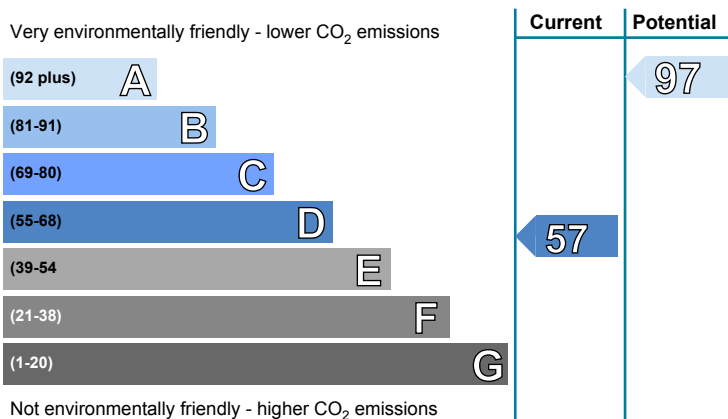 Very environmentally friendly - lower CO2 emissions
Current
Potential
(92 plus) A
97
(81-91) B
(69-80) C
(55-68) D
57
(39-54 E
(21-38) F
(1-20) G
Not environmentally friendly - higher CO2 emissions